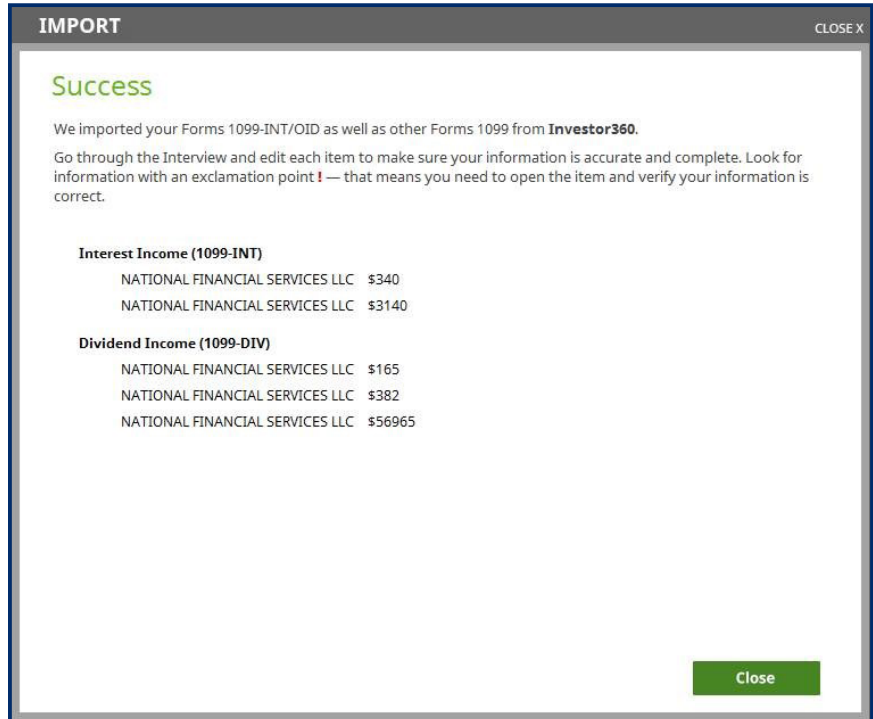 IMPORT
CLOSE X
Success
We imported your Forms 1099-INT/OID as well as other Forms 1099 from Investor360.
Go through the Interview and edit each item to make sure your information is accurate and complete. Look for
information with an exclamation point ! — that means you need to open the item and verify your information is
correct.
Interest Income (1099-INT)
NATIONAL FINANCIAL SERVICES LLC $340
NATIONAL FINANCIAL SERVICES LLC $3140
Dividend Income (1099-DIV)
NATIONAL FINANCIAL SERVICES LLC $165
NATIONAL FINANCIAL SERVICES LLC $382
NATIONAL FINANCIAL SERVICES LLC $56965
Close